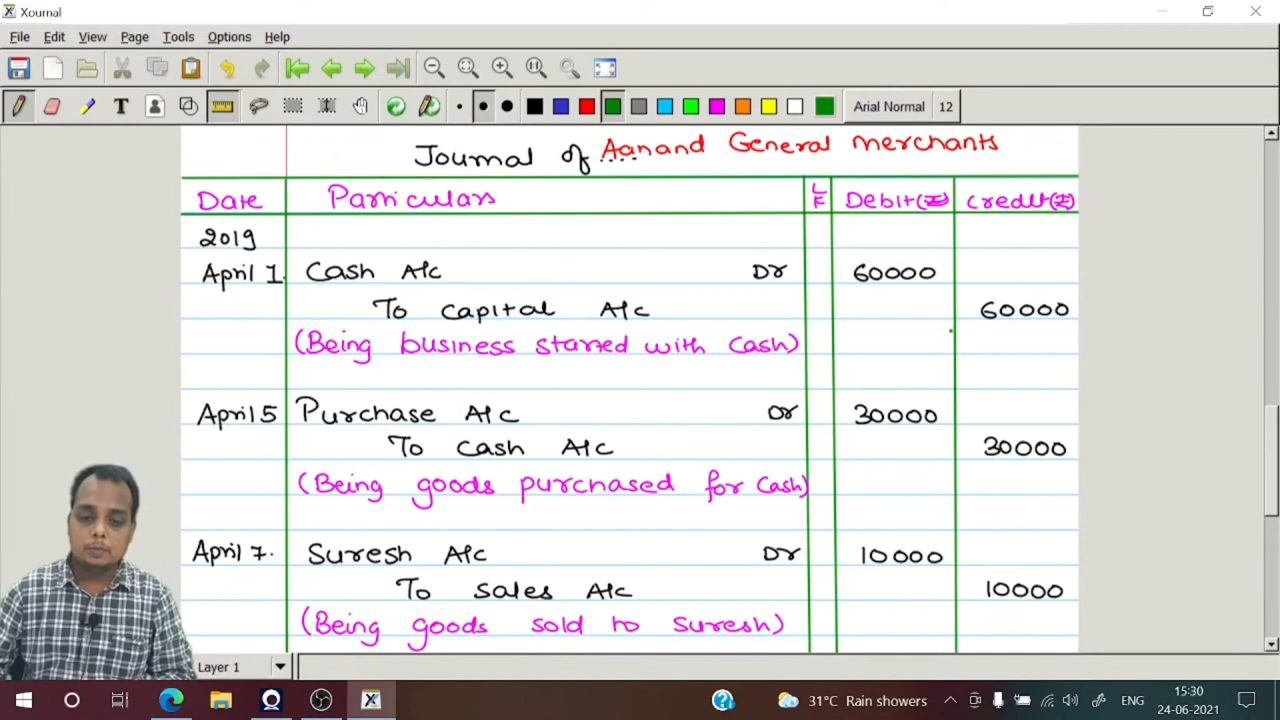 Xournal
File Edit View Page Tools Options Help
Arial Normal 12
Journal of .... Aanand General merchants
Date Particulars LF Debit(₹) Credit(₹)
2019
April 1. Cash A/c Dr 60000
To capital A/c 60000
(Being business started with cash)
April 5 Purchase A/c Dr 30000
To cash A/c 30000
(Being goods purchased for cash)
April 7. Suresh A/c Dr 10000
To sales A/c 10000
(Being goods sold to suresh)
Layer 1
31°C Rain showers ENG 15:30
24-06-2021